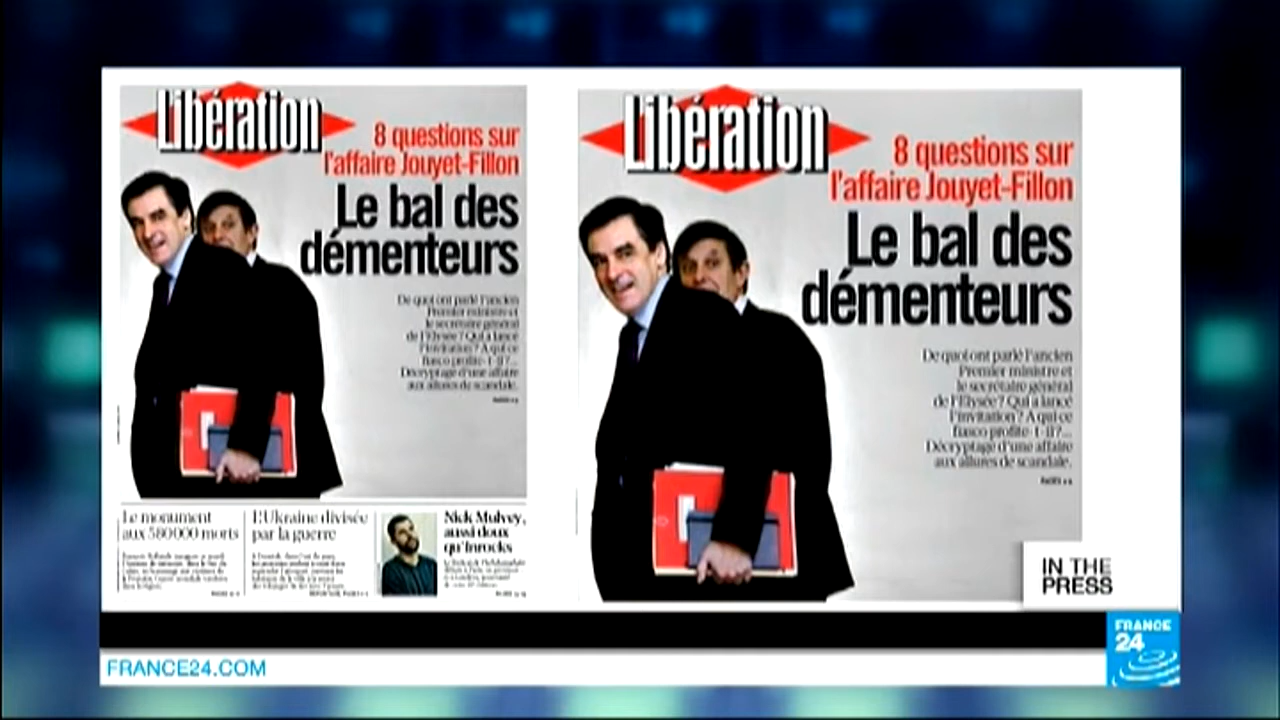 Libération
8 questions sur
l'affaire Jouyet-Fillon
Le bal des
démenteurs
De quoi ont parlé l'ancien
Premier ministre et
le secrétaire général
de l'Elysée ? Qui a lancé
l'invitation ? A qui ce
fiasco profite-t-il ?...
Décryptage d'une affaire
aux allures de scandale.
Le monument
aux 580 000 morts
L'Ukraine divisée
par la guerre
Nick Mulvey,
aussi doux
qu'Inrocks
Libération
8 questions sur
l'affaire Jouyet-Fillon
Le bal des
démenteurs
De quoi ont parlé l'ancien
Premier ministre et
le secrétaire général
de l'Elysée ? Qui a lancé
l'invitation ? A qui ce
fiasco profite-t-il ?...
Décryptage d'une affaire
aux allures de scandale.
IN THE
PRESS
FRANCE
24
FRANCE24.COM